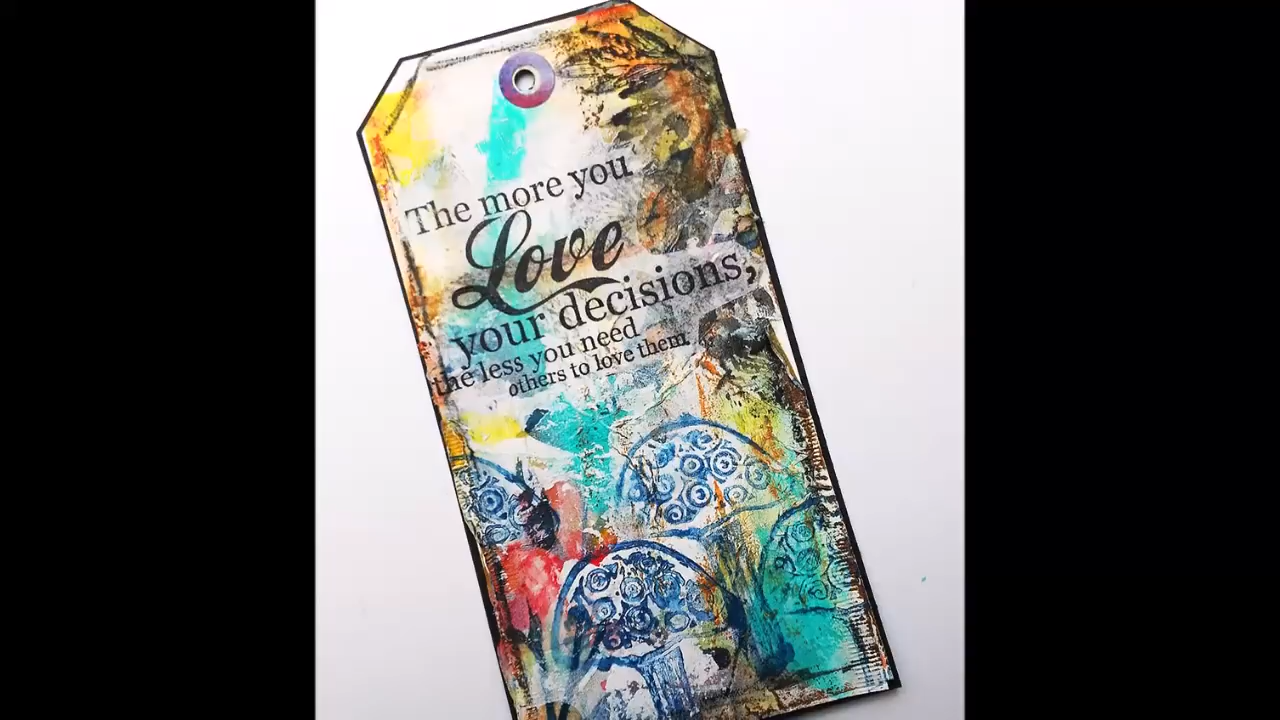 The more you
Love
your decisions,
the less you need
others to love them